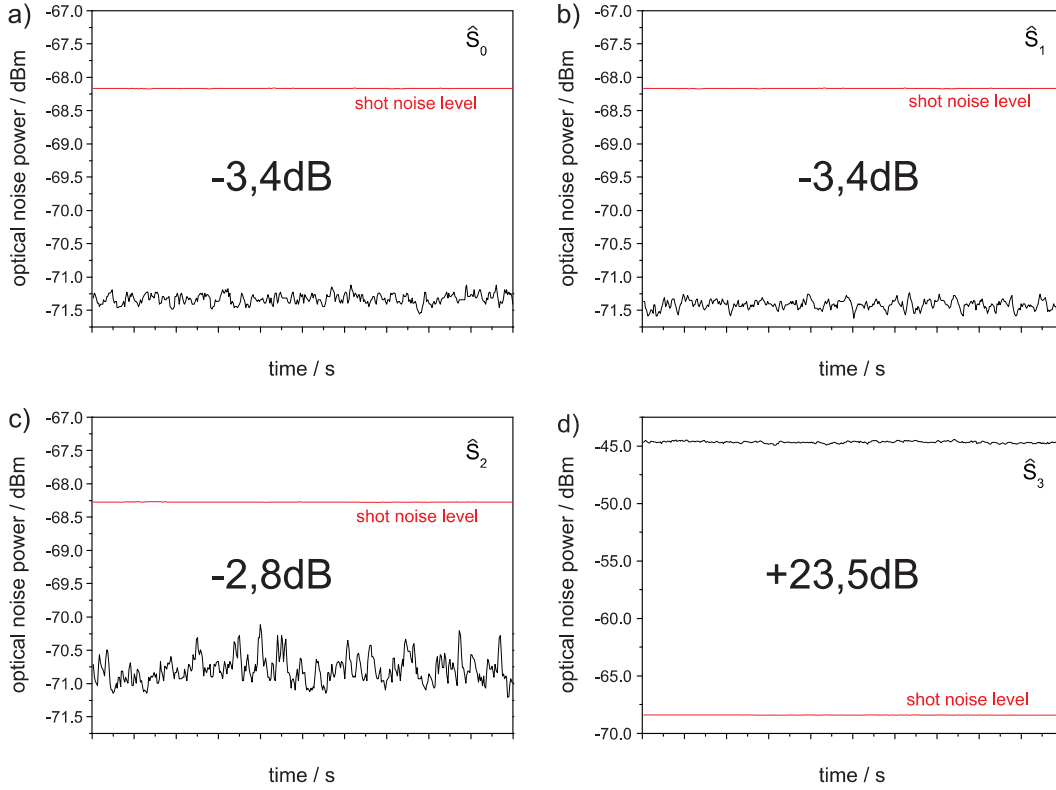 a)
Ŝ0
-67.0
-67.5
-68.0
-68.5
-69.0
-69.5
-70.0
-70.5
-71.0
-71.5
optical noise power / dBm
shot noise level
-3,4dB
time / s
b)
Ŝ1
-67.0
-67.5
-68.0
-68.5
-69.0
-69.5
-70.0
-70.5
-71.0
-71.5
optical noise power / dBm
shot noise level
-3,4dB
time / s
c)
Ŝ2
-67.0
-67.5
-68.0
-68.5
-69.0
-69.5
-70.0
-70.5
-71.0
-71.5
optical noise power / dBm
shot noise level
-2,8dB
time / s
d)
Ŝ3
-45.0
-50.0
-55.0
-60.0
-65.0
-70.0
optical noise power / dBm
+23,5dB
shot noise level
time / s